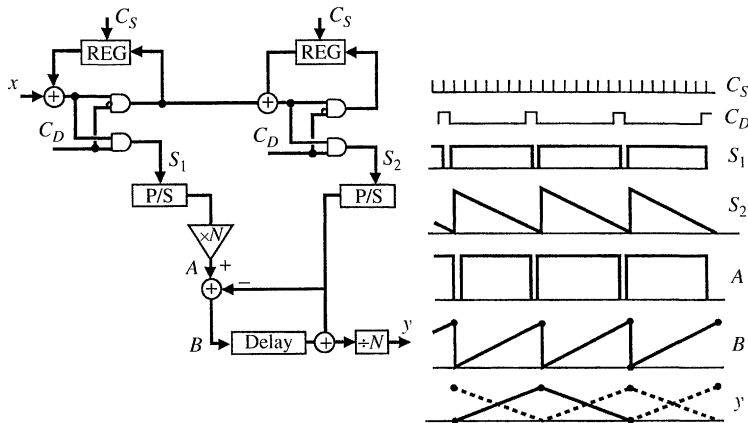 C_S
C_S
REG
REG
x
+
+
C_D
C_D
S_1
S_2
P/S
P/S
×N
A
+
+
−
B
Delay
+
÷N
y
C_S
C_D
S_1
S_2
A
B
y